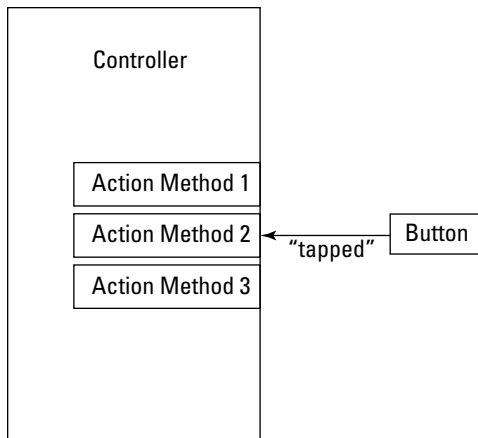 Controller
Action Method 1
Action Method 2
“tapped”
Button
Action Method 3